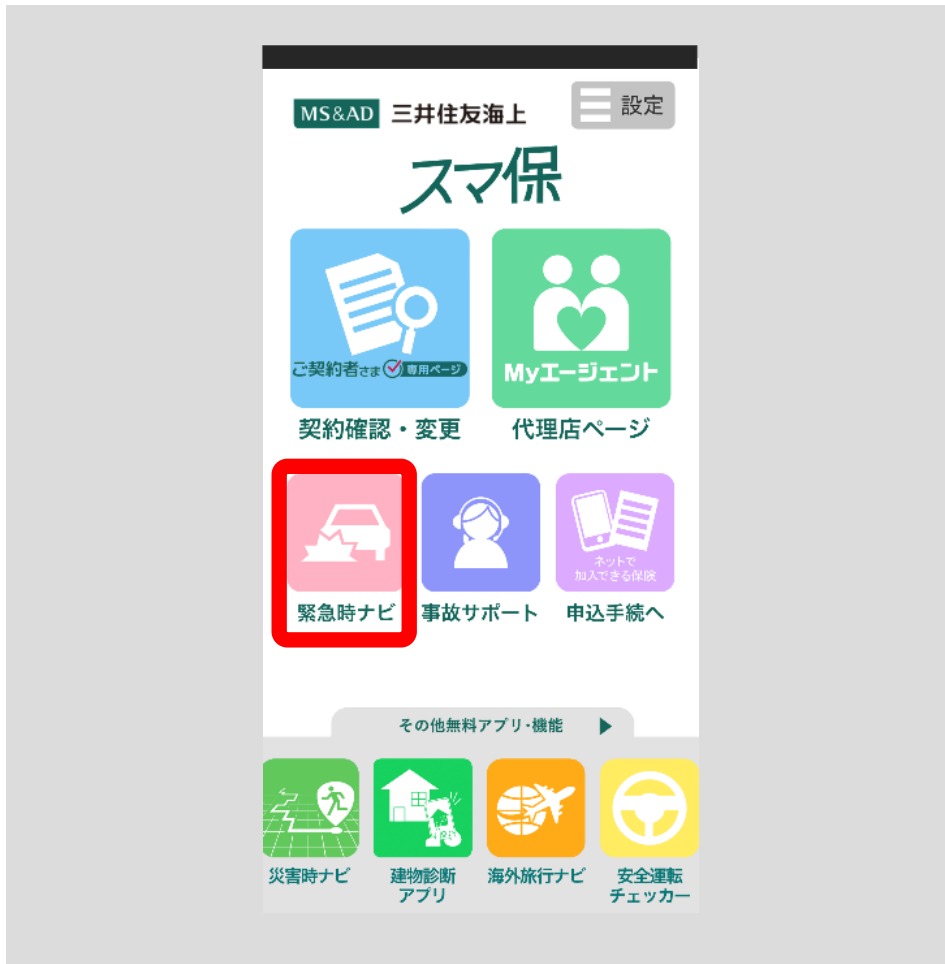 MS&AD 三井住友海上
設定
スマ保
ご契約者さま 専用ページ
Myエージェント
契約確認・変更
代理店ページ
ネットで
加入できる保険
緊急時ナビ
事故サポート
申込手続へ
その他無料アプリ・機能 ▶
災害時ナビ
建物診断
アプリ
海外旅行ナビ
安全運転
チェッカー